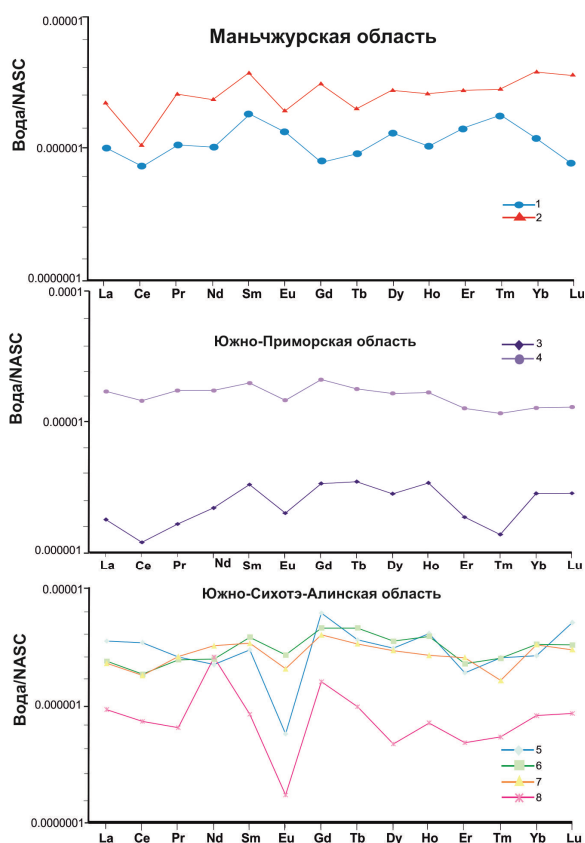 0.00001
Маньчжурская область
Вода/NASC
0.000001
1
2
0.0000001
La Ce Pr Nd Sm Eu Gd Tb Dy Ho Er Tm Yb Lu
0.0001
Южно-Приморская область
3
4
Вода/NASC
0.00001
0.000001
La Ce Pr Nd Sm Eu Gd Tb Dy Ho Er Tm Yb Lu
0.00001
Южно-Сихотэ-Алинская область
Вода/NASC
0.000001
5
6
7
8
0.0000001
La Ce Pr Nd Sm Eu Gd Tb Dy Ho Er Tm Yb Lu